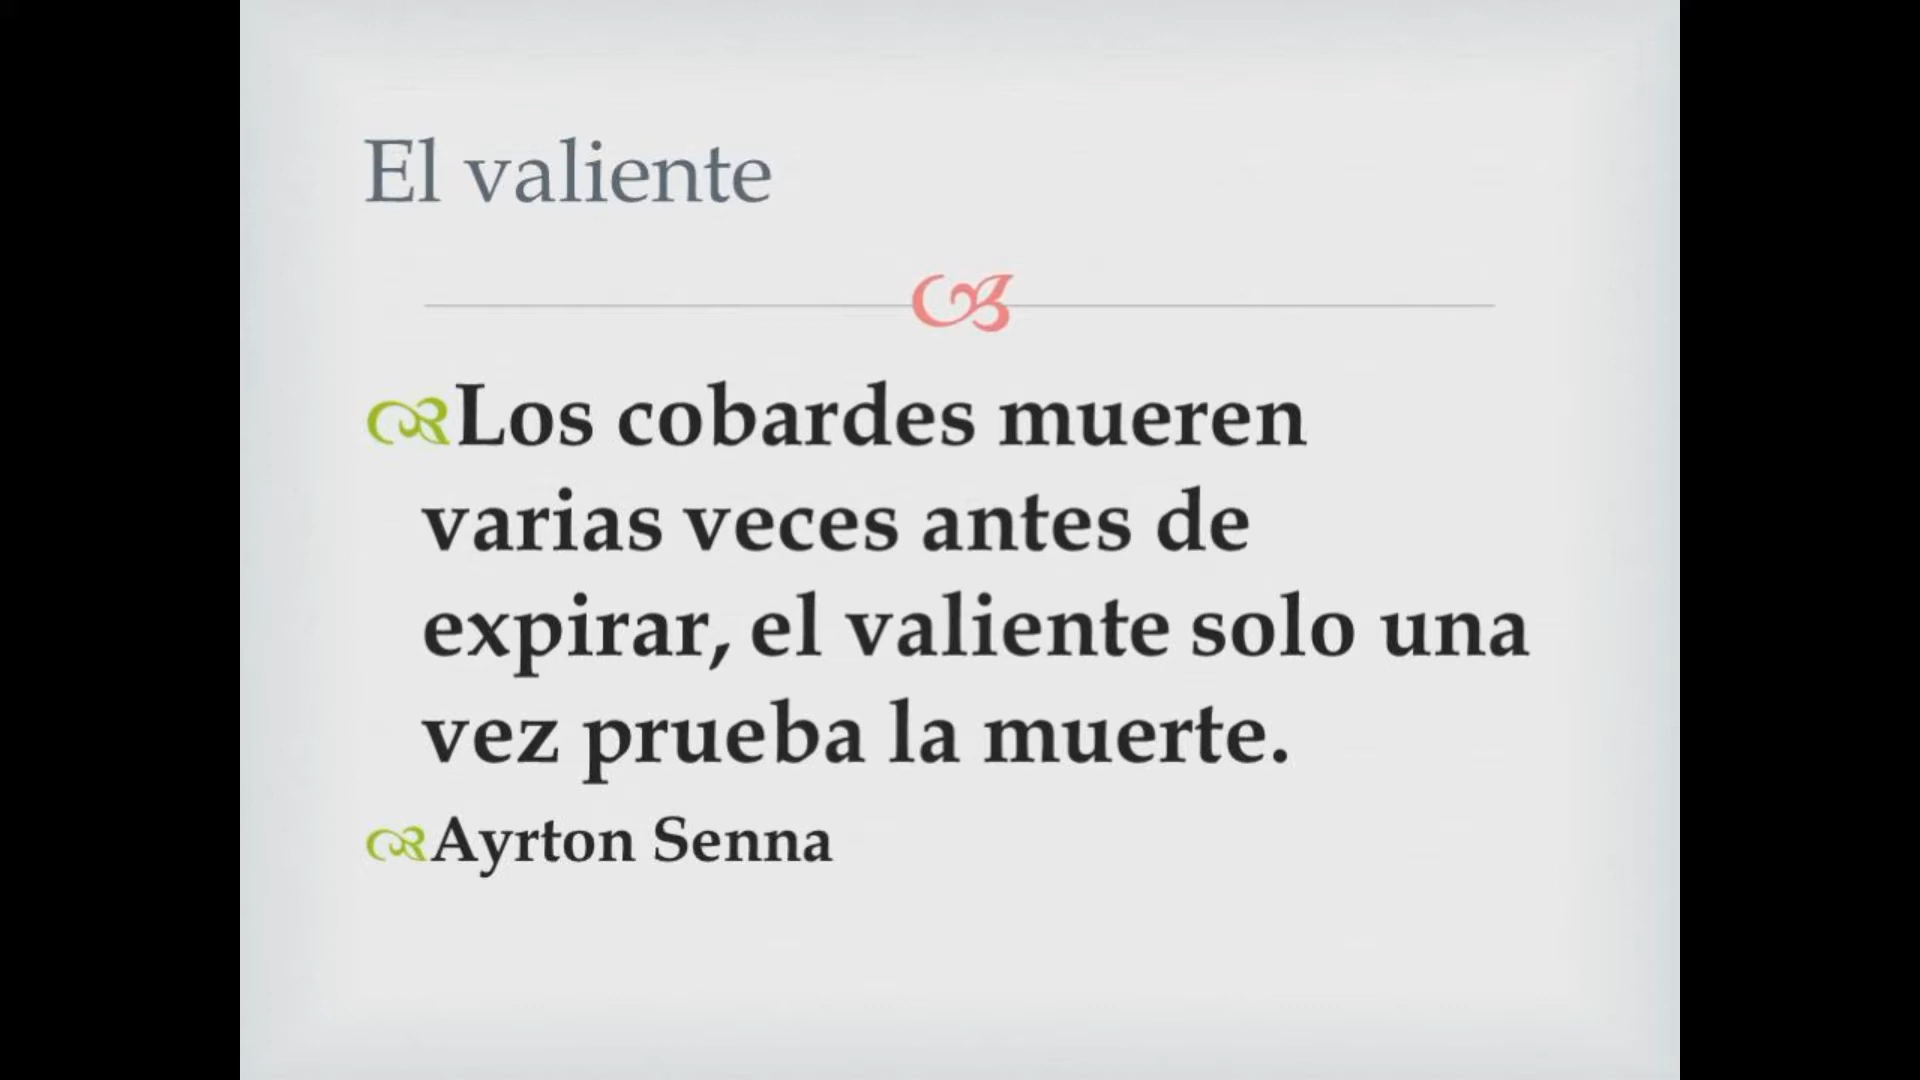 El valiente
Los cobardes mueren
varias veces antes de
expirar, el valiente solo una
vez prueba la muerte.
Ayrton Senna